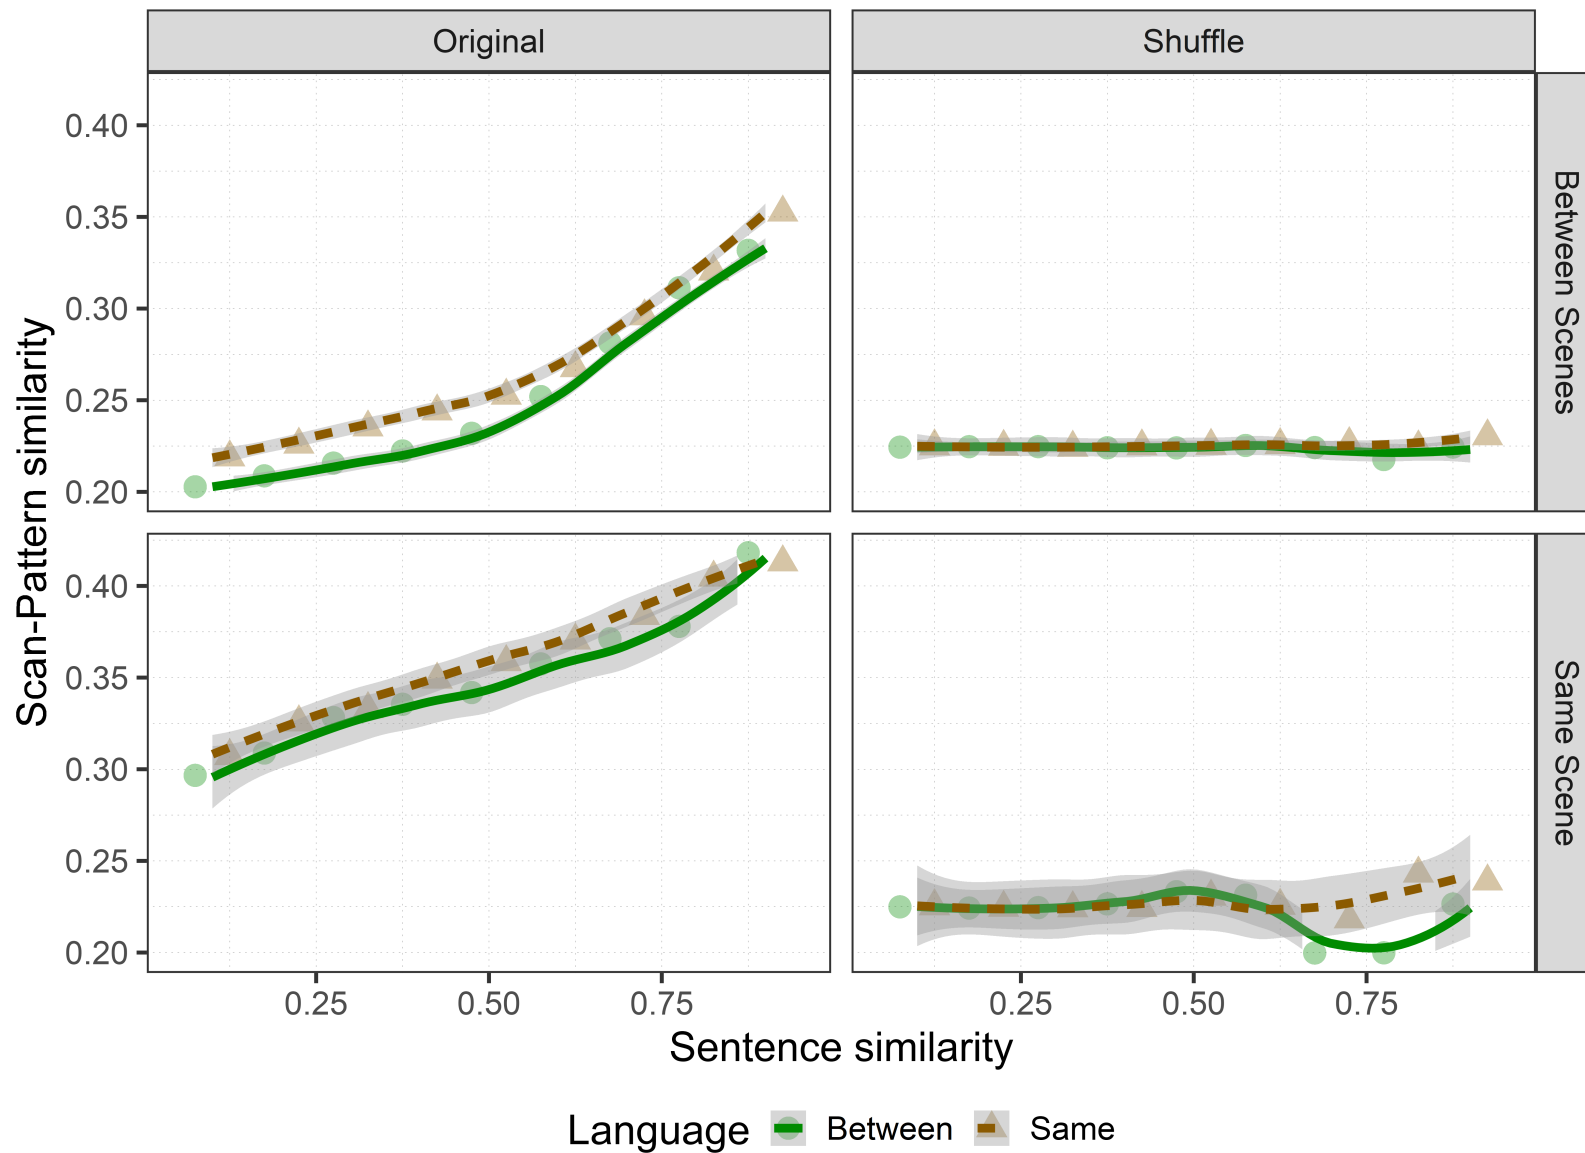 Original
Shuffle
0.40
0.35
0.30
0.25
0.20
Between Scenes
0.40
0.35
0.30
0.25
0.20
Same Scene
Scan-Pattern similarity
0.25 0.50 0.75
0.25 0.50 0.75
Sentence similarity
Language Between Same